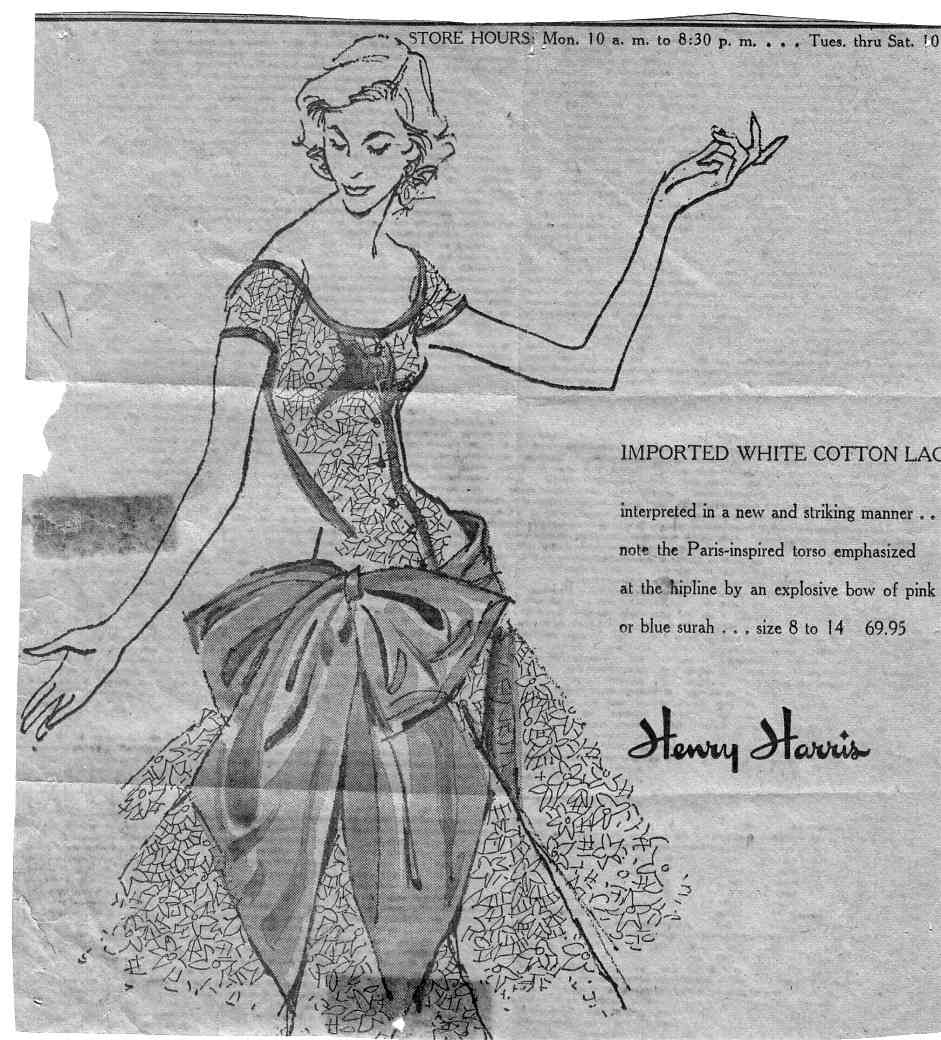 STORE HOURS: Mon. 10 a. m. to 8:30 p. m. . . . Tues. thru Sat. 10
IMPORTED WHITE COTTON LAC
interpreted in a new and striking manner . .
note the Paris-inspired torso emphasized
at the hipline by an explosive bow of pink
or blue surah . . . size 8 to 14 69.95
Henry Harris